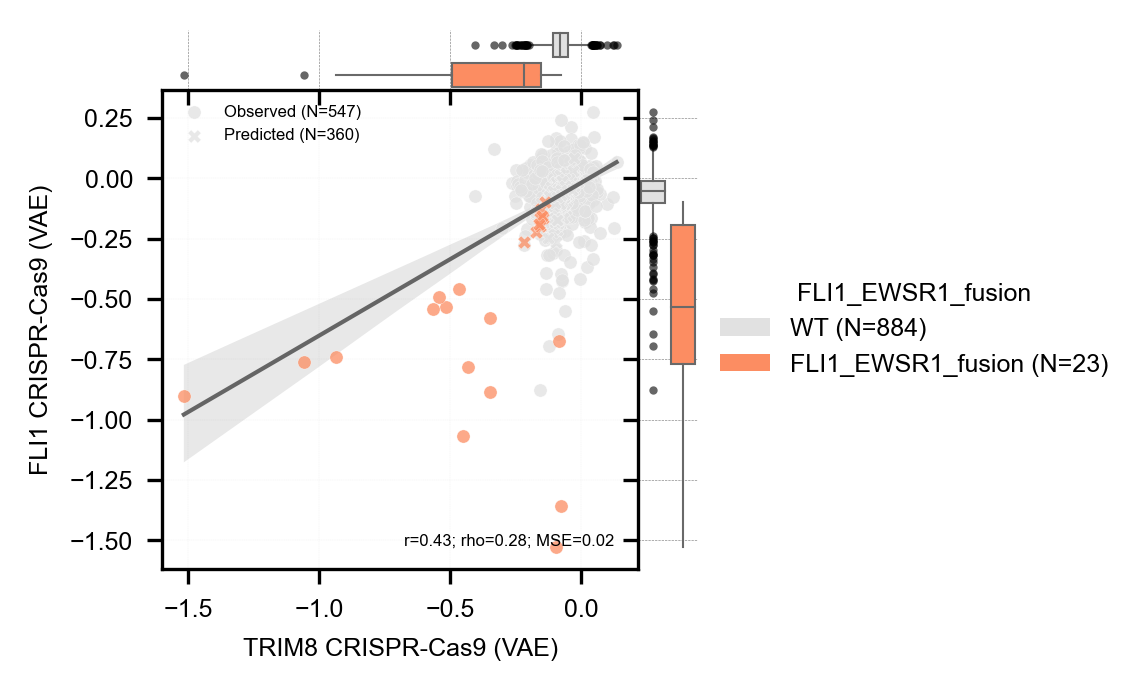 Observed (N=547)
Predicted (N=360)
0.25
0.00
−0.25
−0.50
−0.75
−1.00
−1.25
−1.50
FLI1 CRISPR-Cas9 (VAE)
r=0.43; rho=0.28; MSE=0.02
−1.5 −1.0 −0.5 0.0
TRIM8 CRISPR-Cas9 (VAE)
FLI1_EWSR1_fusion
WT (N=884)
FLI1_EWSR1_fusion (N=23)